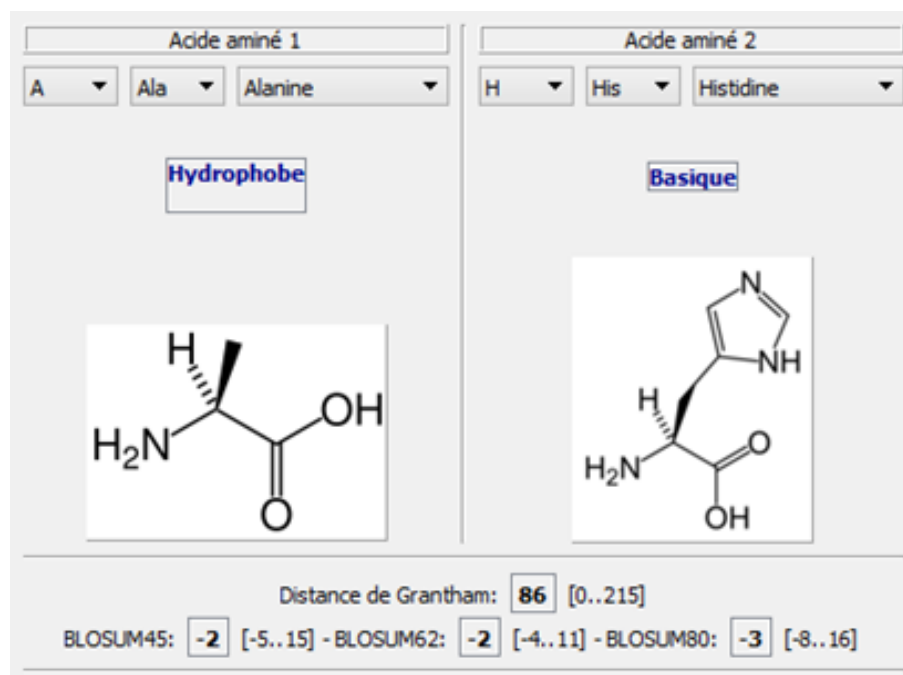 Acide aminé 1
Acide aminé 2
A Ala Alanine
H His Histidine
Hydrophobe
Basique
H
OH
H₂N
O
N
NH
H
H₂N
O
OH
Distance de Grantham: 86 [0..215]
BLOSUM45: -2 [-5..15] - BLOSUM62: -2 [-4..11] - BLOSUM80: -3 [-8..16]